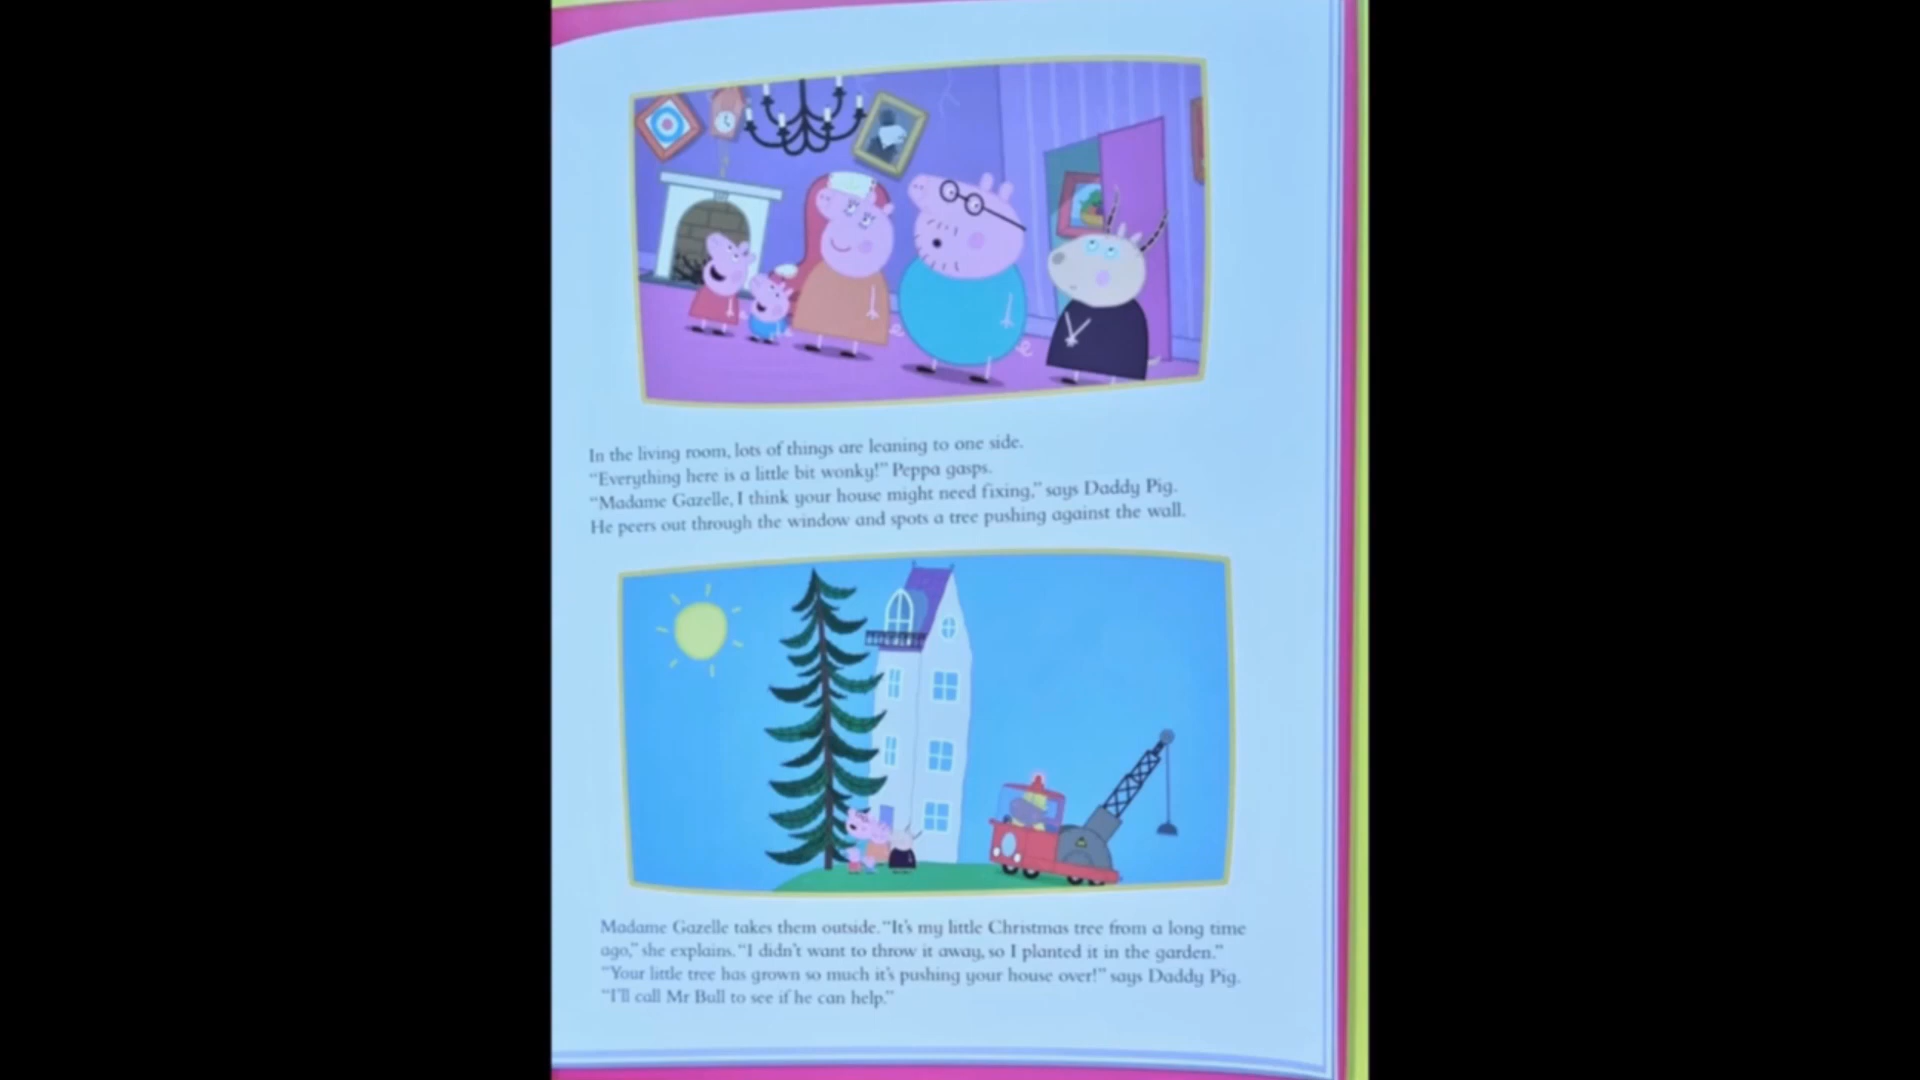 In the living room, lots of things are leaning to one side.
“Everything here is a little bit wonky!” Peppa gasps.
“Madame Gazelle, I think your house might need fixing,” says Daddy Pig.
He peers out through the window and spots a tree pushing against the wall.
Madame Gazelle takes them outside. “It’s my little Christmas tree from a long time
ago,” she explains. “I didn’t want to throw it away, so I planted it in the garden.”
“Your little tree has grown so much it’s pushing your house over!” says Daddy Pig.
“I’ll call Mr Bull to see if he can help.”